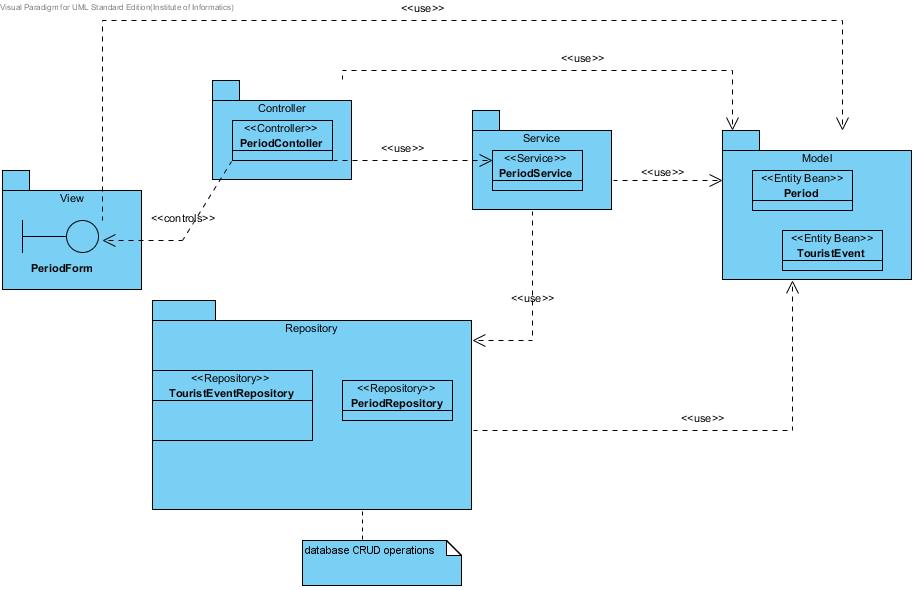 Visual Paradigm for UML Standard Edition(Institute of Informatics)
<<use>>
<<use>>
Controller
<<Controller>>
PeriodContoller
<<use>>
Service
<<Service>>
PeriodService
<<use>>
Model
<<Entity Bean>>
Period
<<Entity Bean>>
TouristEvent
View
<<controls>>
PeriodForm
<<use>>
Repository
<<Repository>>
TouristEventRepository
<<Repository>>
PeriodRepository
<<use>>
database CRUD operations